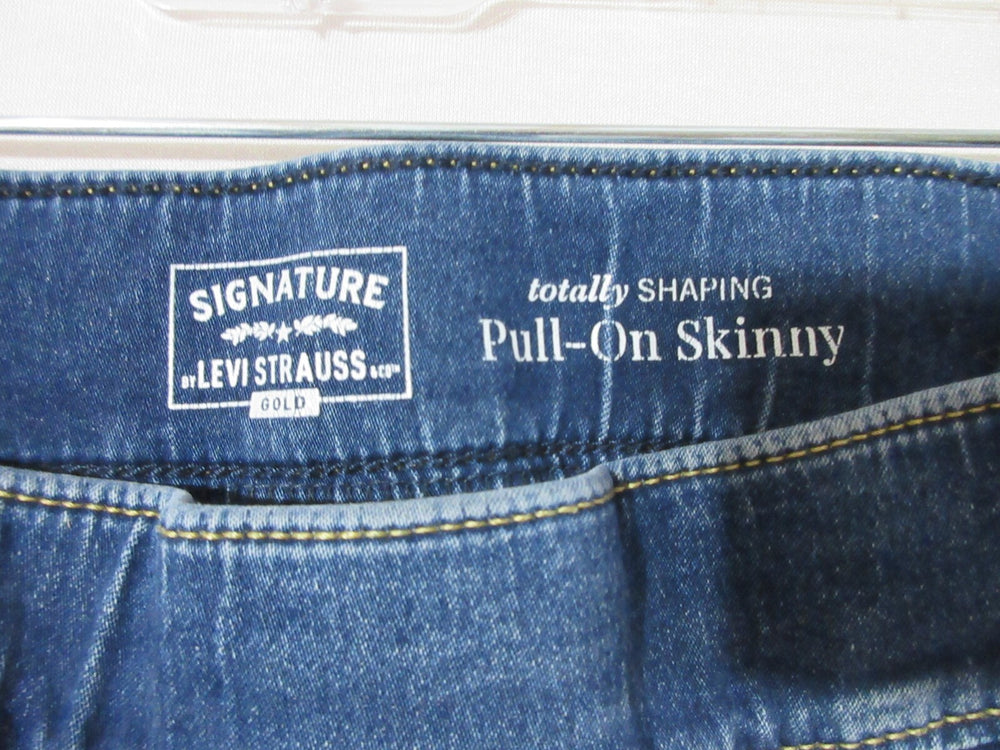 SIGNATURE
BY LEVI STRAUSS & CO™
GOLD
totally SHAPING
Pull-On Skinny